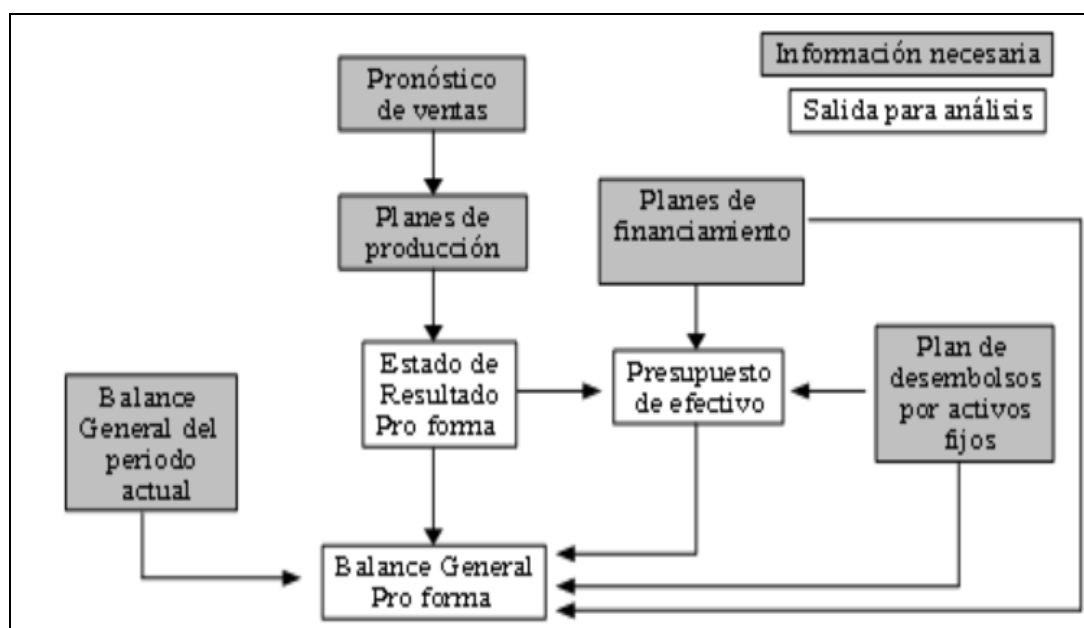 Información necesaria
Salida para análisis
Pronóstico
de ventas
Planes de
producción
Planes de
financiamiento
Estado de
Resultado
Pro forma
Presupuesto
de efectivo
Plan de
desembolsos
por activos
fijos
Balance
General del
periodo
actual
Balance General
Pro forma